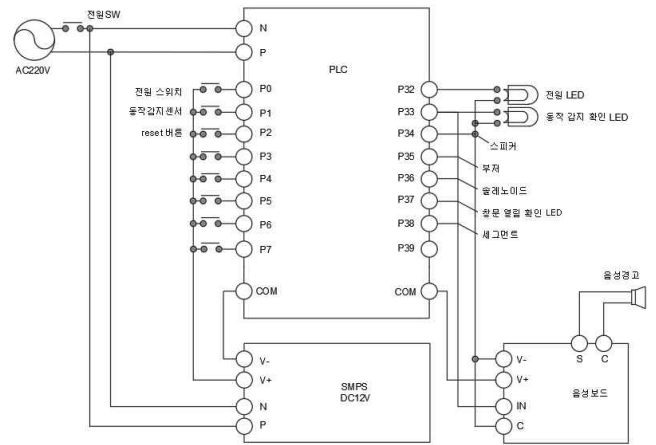 전원SW
AC220V
N
P
PLC
전원 스위치
P0
동작감지센서
P1
reset 버튼
P2
P3
P4
P5
P6
P7
COM
P32
전원 LED
P33
동작 감지 확인 LED
P34
스피커
P35
부저
P36
솔레노이드
P37
창문 열림 확인 LED
P38
세그먼트
P39
COM
V-
V+
N
P
SMPS
DC12V
음성경고
S
C
V-
V+
IN
C
음성보드